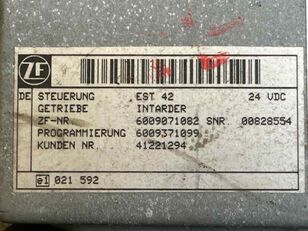 ZF
DE STEUERUNG EST 42 24 VDC
GETRIEBE INTARDER
ZF-NR 6009071082 SNR. 00828554
PROGRAMMIERUNG 6009371099
KUNDEN NR. 41221294
e1 021 592